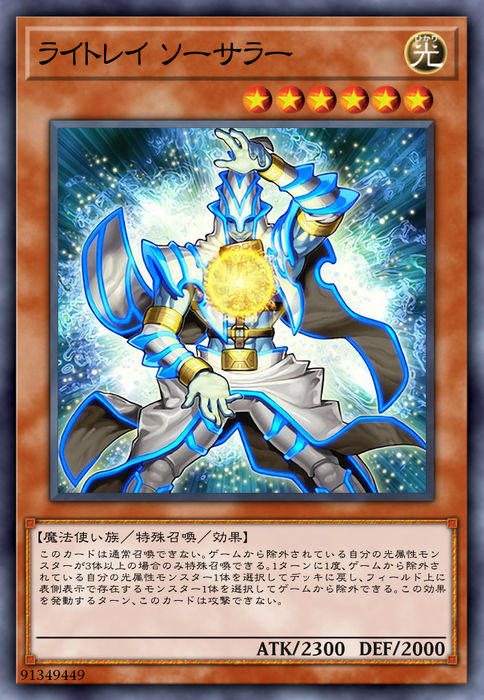 ライトレイ ソーサラー
ひかり
光
【魔法使い族／特殊召喚／効果】
このカードは通常召喚できない。ゲームから除外されている自分の光属性モン
スターが3体以上の場合のみ特殊召喚できる。1ターンに1度、ゲームから除外さ
れている自分の光属性モンスター1体を選択してデッキに戻し、フィールド上に
表側表示で存在するモンスター1体を選択してゲームから除外できる。この効果
を発動するターン、このカードは攻撃できない。
ATK/2300 DEF/2000
91349449